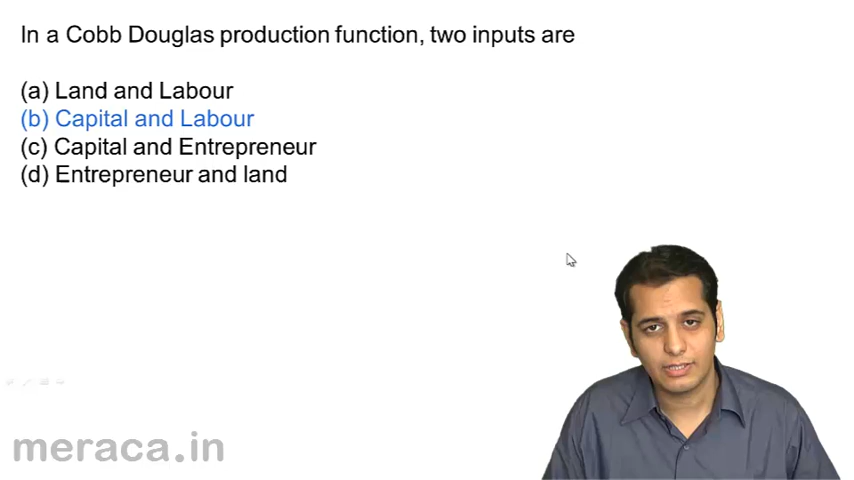 In a Cobb Douglas production function, two inputs are
(a) Land and Labour
(b) Capital and Labour
(c) Capital and Entrepreneur
(d) Entrepreneur and land
meraca.in